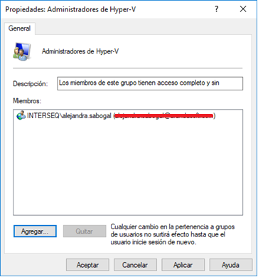 Propiedades: Administradores de Hyper-V
General
Administradores de Hyper-V
Descripción:
Los miembros de este grupo tienen acceso completo y sin
Miembros:
INTERSEQ\alejandra.sabogal (
Agregar...
Quitar
Cualquier cambio en la pertenencia a grupos
de usuarios no surtirá efecto hasta que el
usuario inicie sesión de nuevo.
Aceptar
Cancelar
Aplicar
Ayuda